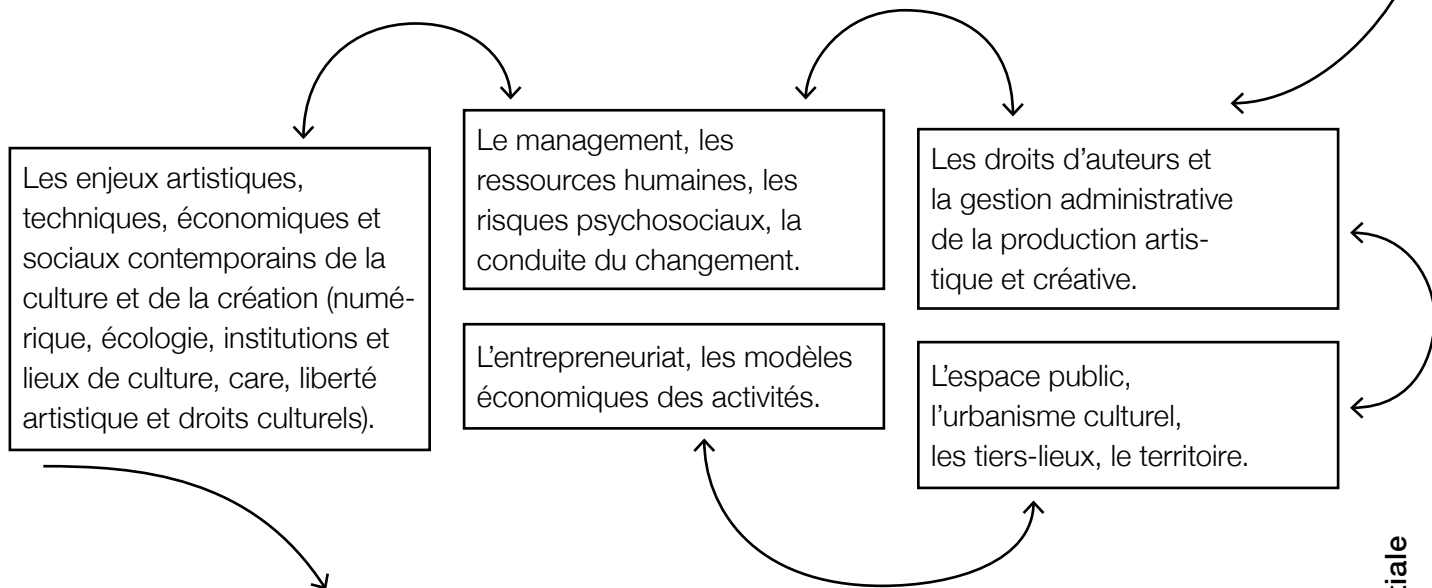 Les enjeux artistiques,
techniques, économiques et
sociaux contemporains de la
culture et de la création (numé-
rique, écologie, institutions et
lieux de culture, care, liberté
artistique et droits culturels).
Le management, les
ressources humaines, les
risques psychosociaux, la
conduite du changement.
L’entrepreneuriat, les modèles
économiques des activités.
Les droits d’auteurs et
la gestion administrative
de la production artis-
tique et créative.
L’espace public,
l’urbanisme culturel,
les tiers-lieux, le territoire.